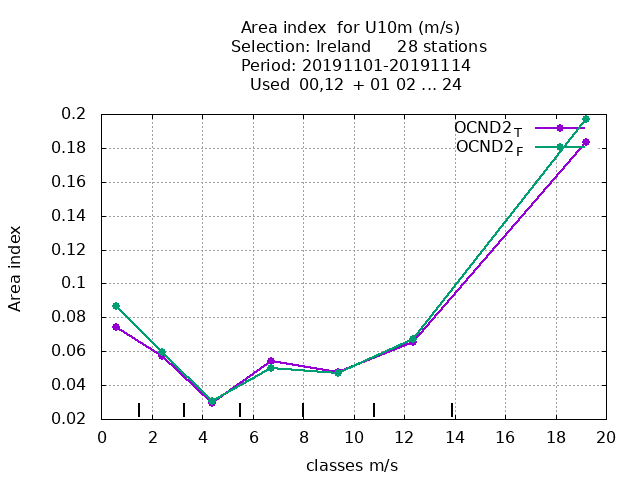 Area index  for U10m (m/s)
Selection: Ireland     28 stations
Period: 20191101-20191114
Used  00,12  + 01 02 ... 24
OCND2_T
OCND2_F
0.2
0.18
0.16
0.14
0.12
0.1
0.08
0.06
0.04
0.02
Area index
0 2 4 6 8 10 12 14 16 18 20
classes m/s